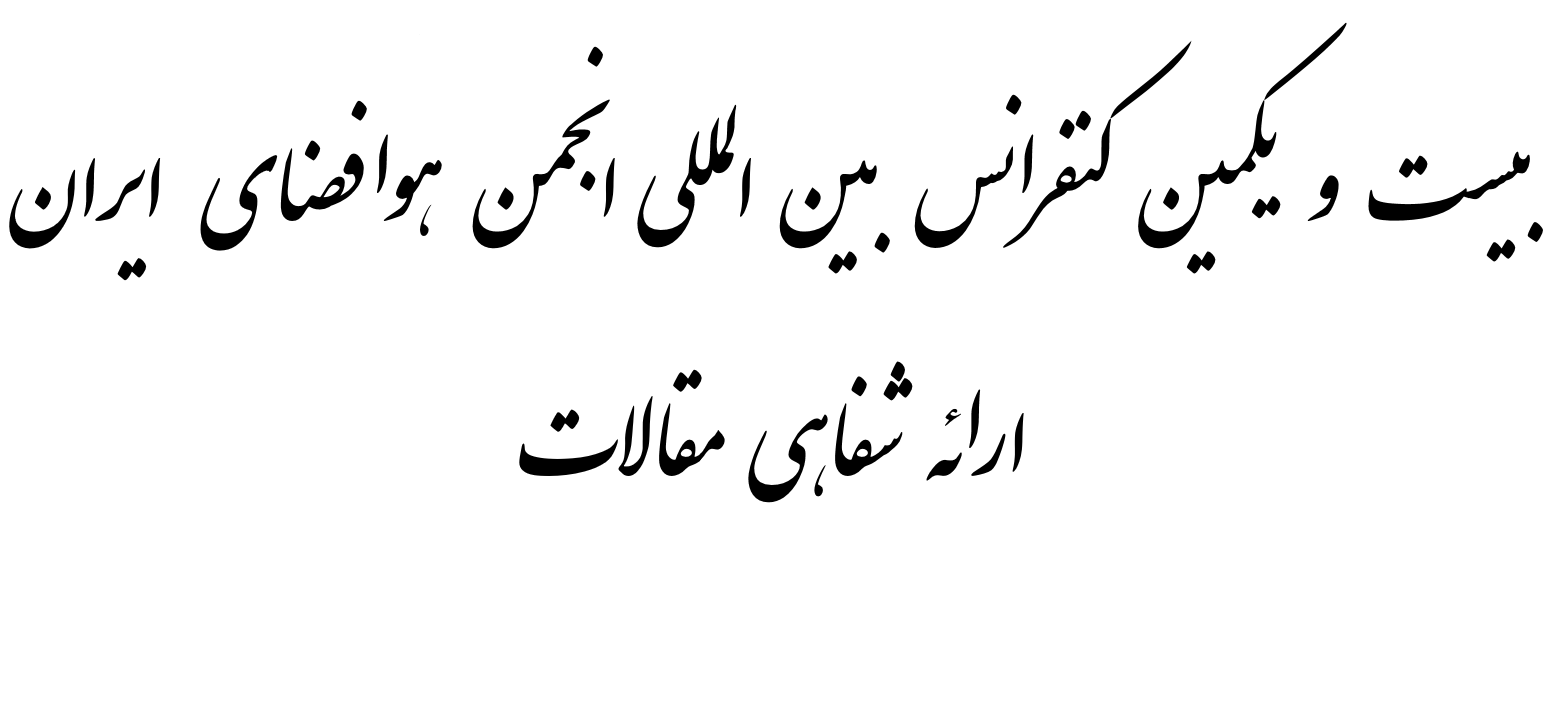 بیست و یکمین کنفرانس بین المللی انجمن هوافضای ایران
ارائه شفاهی مقالات